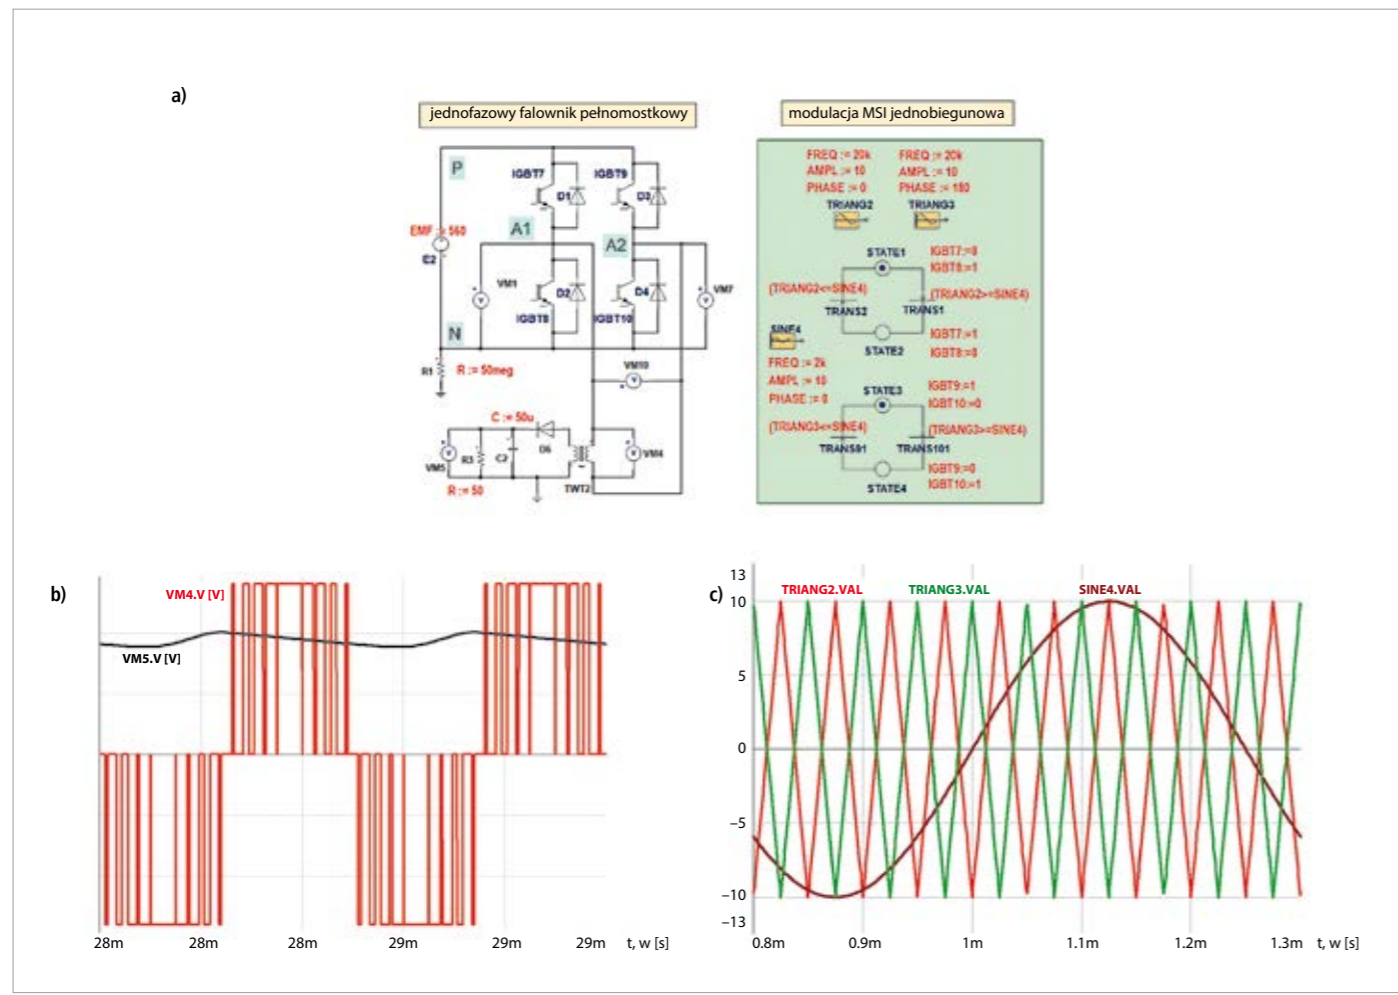 a)
jednofazowy falownik pełnomostkowy
modulacja MSI jednobiegunowa
P
IGBT7
IGBT9
D1
D3
EMF := 560
E2
A1
A2
VM1
D2
D4
VM7
IGBT8
IGBT10
N
R1
R := 50meg
VM10
C := 50u
D6
VM5
R3
C2
VM4
R := 50
TWT2
FREQ := 20k
AMPL := 10
PHASE := 0
FREQ := 20k
AMPL := 10
PHASE := 180
TRIANG2
TRIANG3
STATE1
IGBT7:=0
IGBT8:=1
(TRIANG2<=SINE4)
(TRIANG2>=SINE4)
TRANS2
TRANS1
SINE4
STATE2
IGBT7:=1
IGBT8:=0
FREQ := 2k
AMPL := 10
PHASE := 0
STATE3
IGBT9:=1
IGBT10:=0
(TRIANG3<=SINE4)
(TRIANG3>=SINE4)
TRANS91
TRANS101
STATE4
IGBT9:=0
IGBT10:=1
b)
VM4.V [V]
VM5.V [V]
28m 28m 28m 29m 29m 29m t, w [s]
c)
TRIANG2.VAL TRIANG3.VAL SINE4.VAL
13
10
5
0
–5
–10
–13
0.8m 0.9m 1m 1.1m 1.2m 1.3m t, w [s]